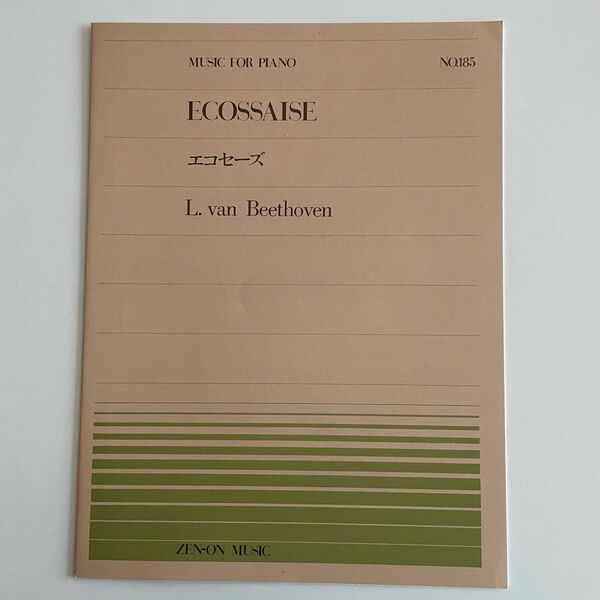 MUSIC FOR PIANO NO.185
ECOSSAISE
エコセーズ
L. van Beethoven
ZEN-ON MUSIC